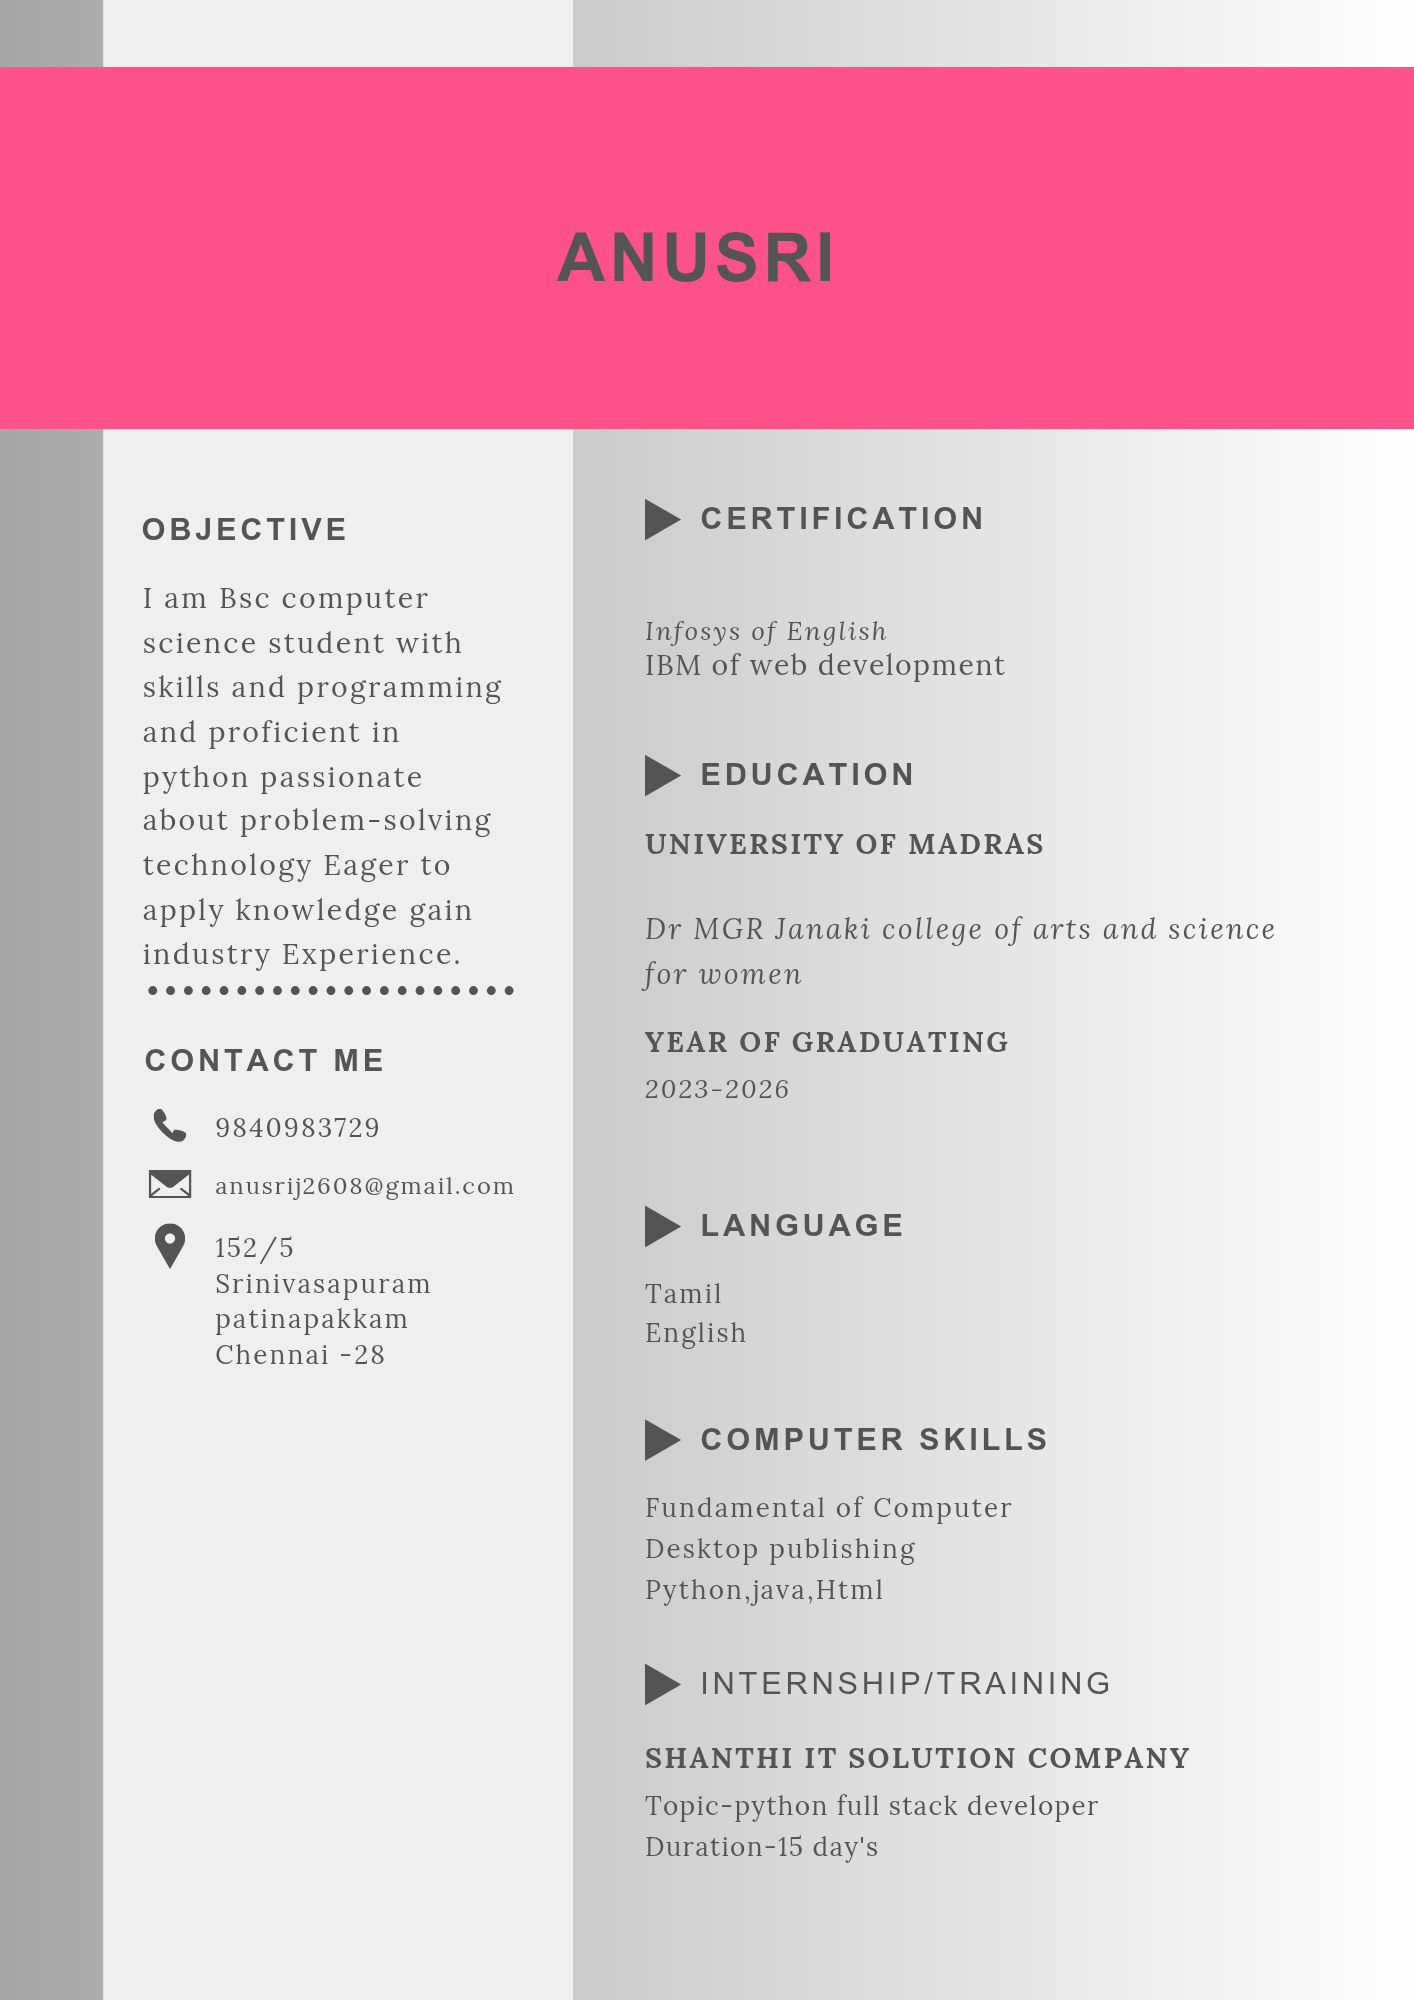 ANUSRI
OBJECTIVE
I am Bsc computer
science student with
skills and programming
and proficient in
python passionate
about problem-solving
technology Eager to
apply knowledge gain
industry Experience.
CONTACT ME
9840983729
anusrij2608@gmail.com
152/5
Srinivasapuram
patinapakkam
Chennai -28
CERTIFICATION
Infosys of English
IBM of web development
EDUCATION
UNIVERSITY OF MADRAS
Dr MGR Janaki college of arts and science
for women
YEAR OF GRADUATING
2023-2026
LANGUAGE
Tamil
English
COMPUTER SKILLS
Fundamental of Computer
Desktop publishing
Python,java,Html
INTERNSHIP/TRAINING
SHANTHI IT SOLUTION COMPANY
Topic-python full stack developer
Duration-15 day's